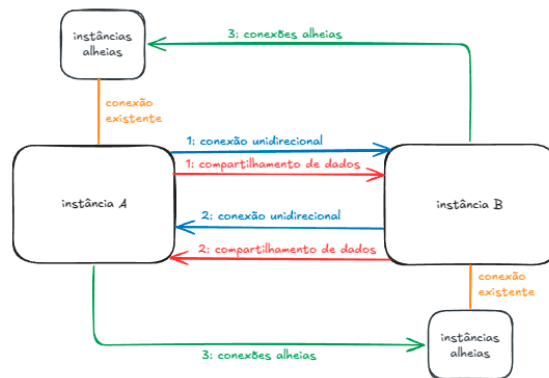 instâncias
alheias
3: conexões alheias
conexão
existente
1: conexão unidirecional
1: compartilhamento de dados
instância A
instância B
2: conexão unidirecional
2: compartilhamento de dados
conexão
existente
instâncias
alheias
3: conexões alheias